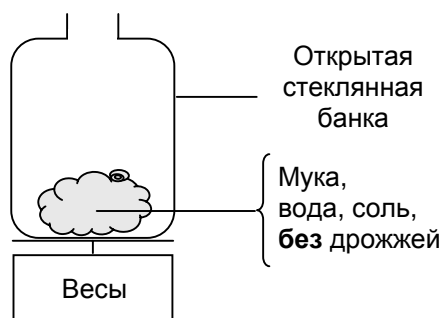 Открытая
стеклянная
банка
Мука,
вода, соль,
без дрожжей
Весы